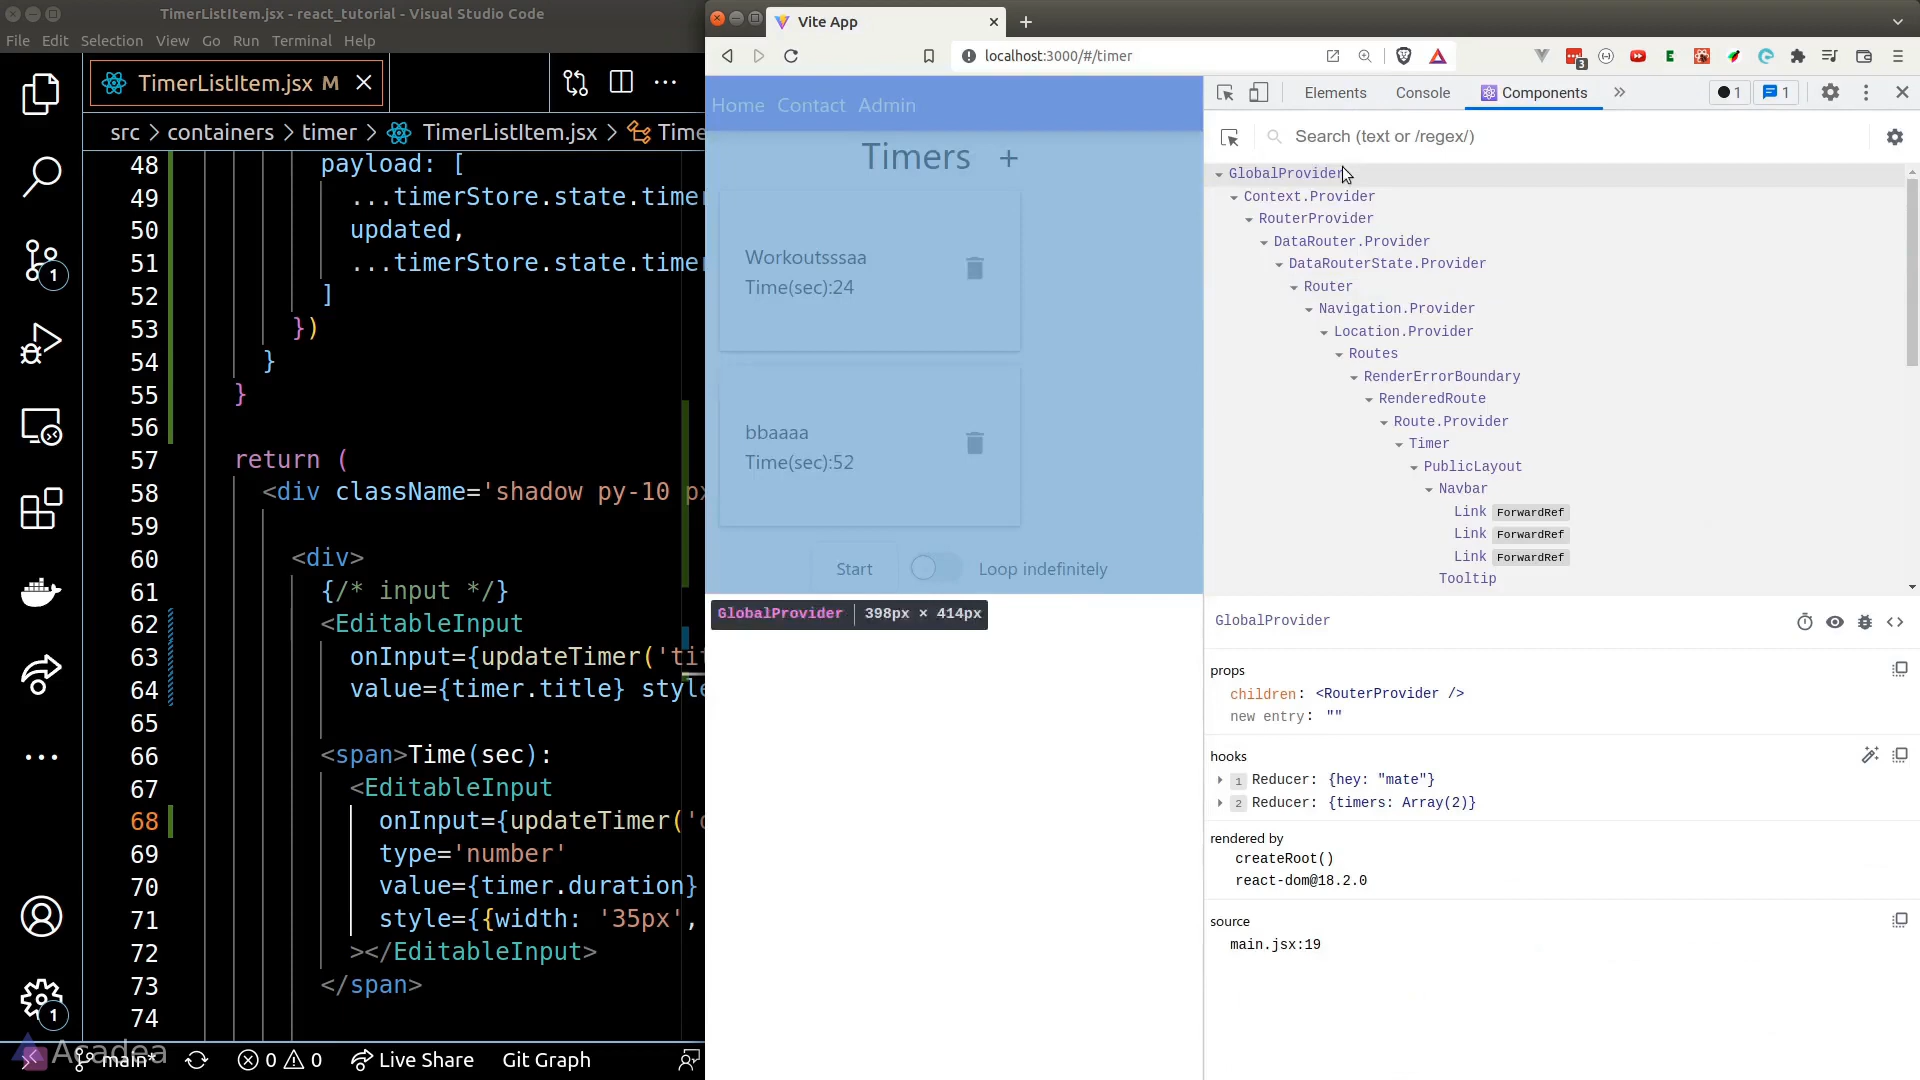 TimerListItem.jsx - react_tutorial - Visual Studio Code
File Edit Selection View Go Run Terminal Help
TimerListItem.jsx M
src > containers > timer > TimerListItem.jsx > Time
48 payload: [
49 ...timerStore.state.timer
50 updated,
51 ...timerStore.state.timer
52 ]
53 })
54 }
55 }
56
57 return (
58 <div className='shadow py-10 px
59
60 <div>
61 {/* input */}
62 <EditableInput
63 onInput={updateTimer('tit
64 value={timer.title} style
65
66 <span>Time(sec):
67 <EditableInput
68 onInput={updateTimer('d
69 type='number'
70 value={timer.duration}
71 style={{width: '35px',
72 ></EditableInput>
73 </span>
74
1
1
Acadea
main* 0 0 Live Share Git Graph
Vite App
localhost:3000/#/timer
3
Home Contact Admin
Timers +
Workoutsssaa
Time(sec):24
bbaaaa
Time(sec):52
Start Loop indefinitely
GlobalProvider 398px × 414px
Elements Console Components 1 1
Search (text or /regex/)
GlobalProvider
Context.Provider
RouterProvider
DataRouter.Provider
DataRouterState.Provider
Router
Navigation.Provider
Location.Provider
Routes
RenderErrorBoundary
RenderedRoute
Route.Provider
Timer
PublicLayout
Navbar
Link ForwardRef
Link ForwardRef
Link ForwardRef
Tooltip
GlobalProvider
props
children: <RouterProvider />
new entry: ""
hooks
1 Reducer: {hey: "mate"}
2 Reducer: {timers: Array(2)}
rendered by
createRoot()
react-dom@18.2.0
source
main.jsx:19